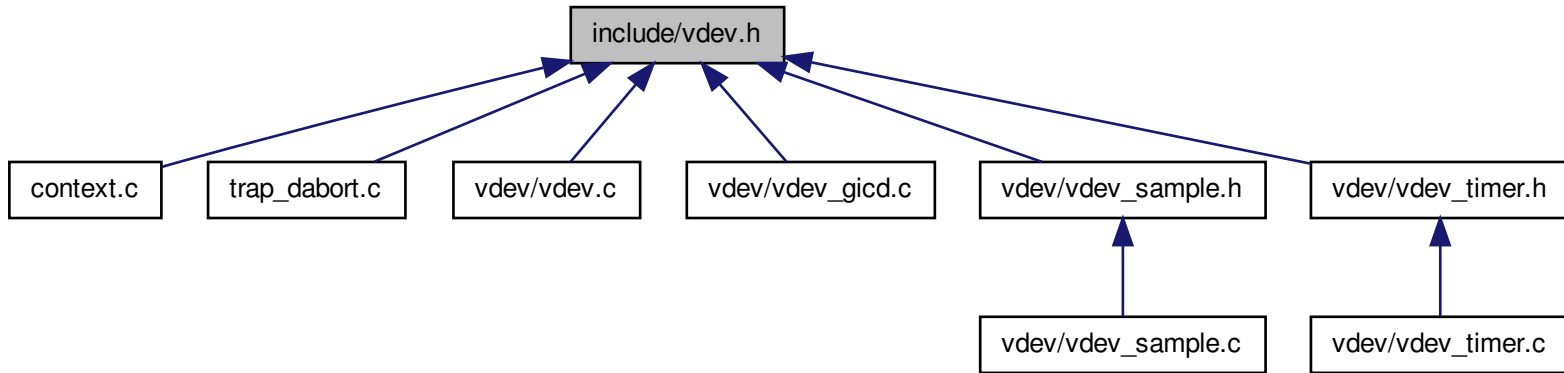 include/vdev.h
context.c
trap_dabort.c
vdev/vdev.c
vdev/vdev_gicd.c
vdev/vdev_sample.h
vdev/vdev_timer.h
vdev/vdev_sample.c
vdev/vdev_timer.c